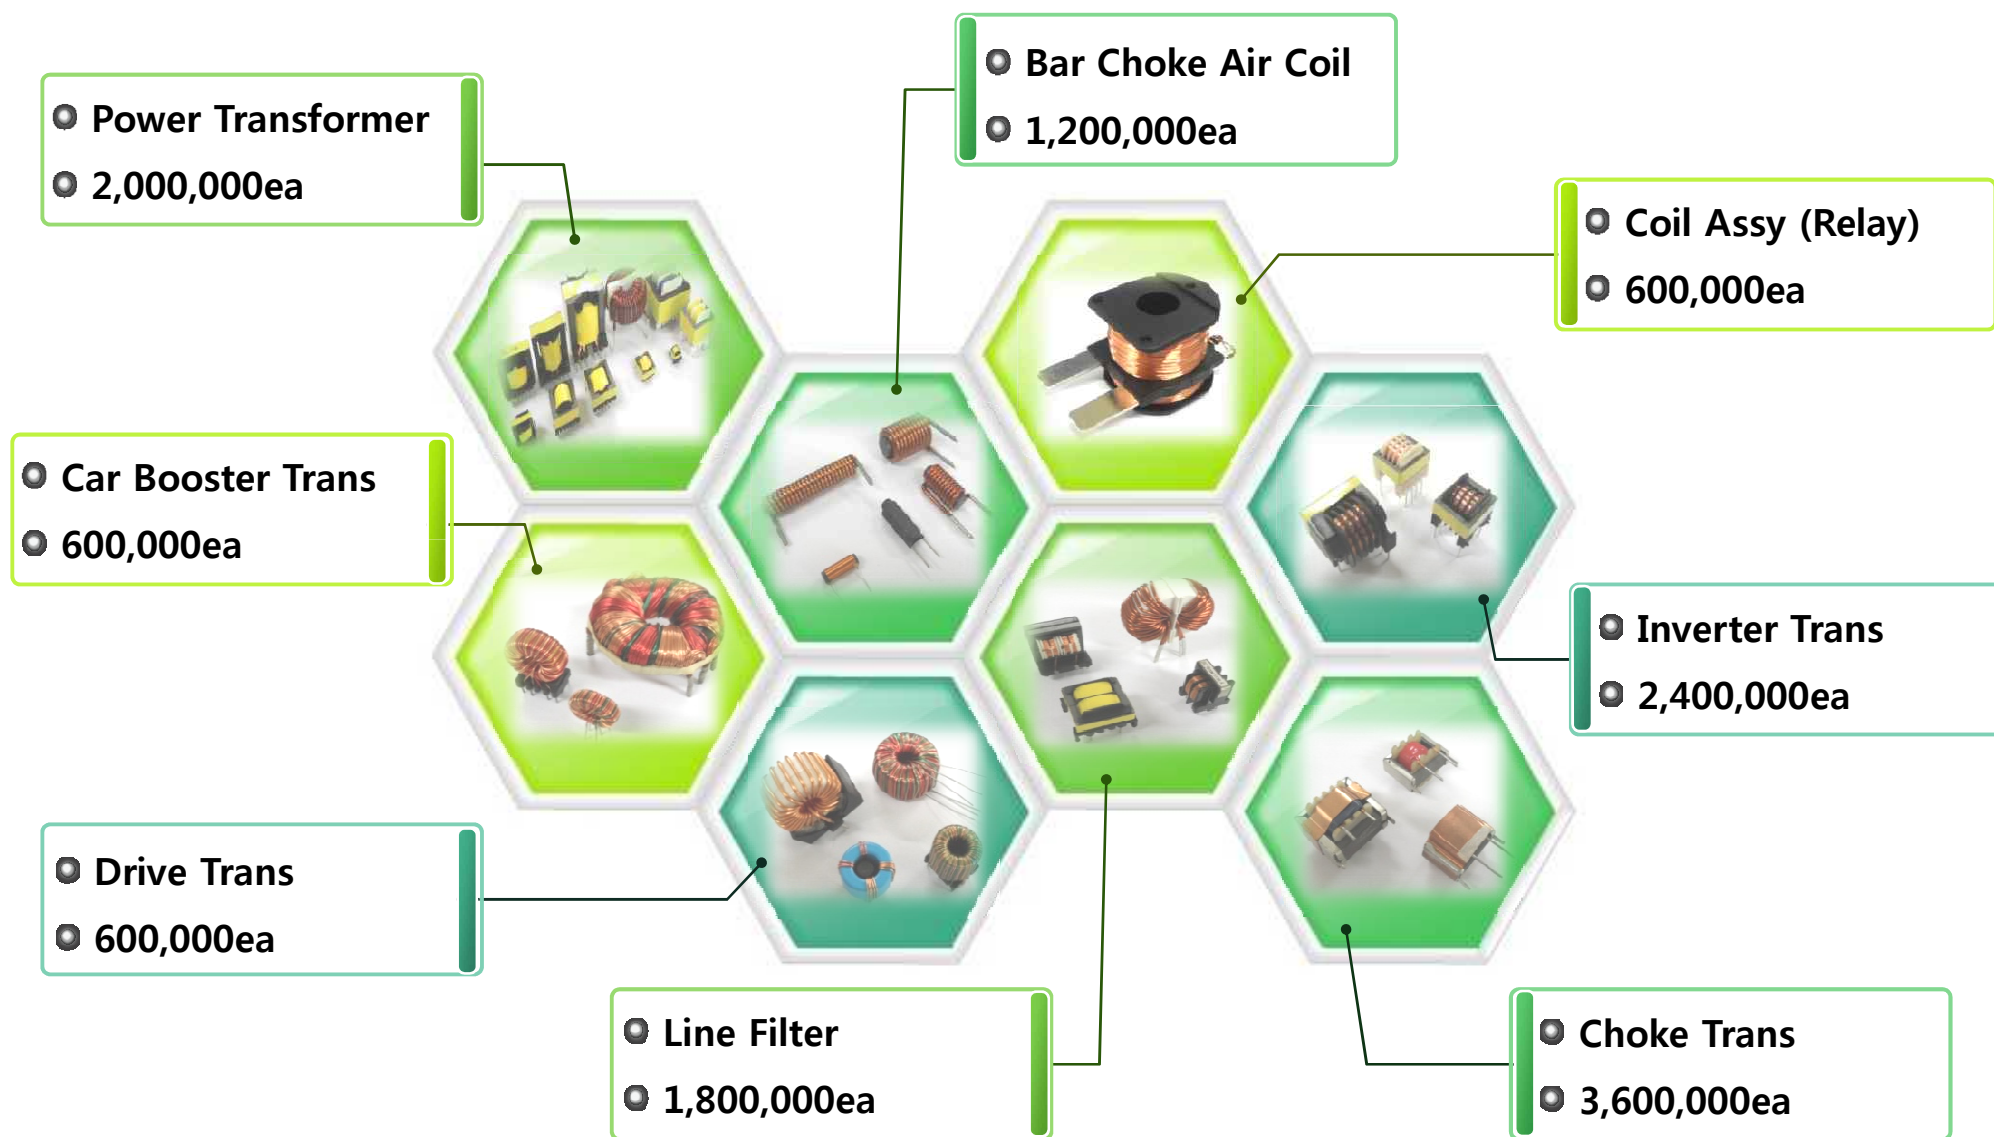 Bar Choke Air Coil
1,200,000ea
Power Transformer
2,000,000ea
Coil Assy (Relay)
600,000ea
Car Booster Trans
600,000ea
Inverter Trans
2,400,000ea
Drive Trans
600,000ea
Line Filter
1,800,000ea
Choke Trans
3,600,000ea